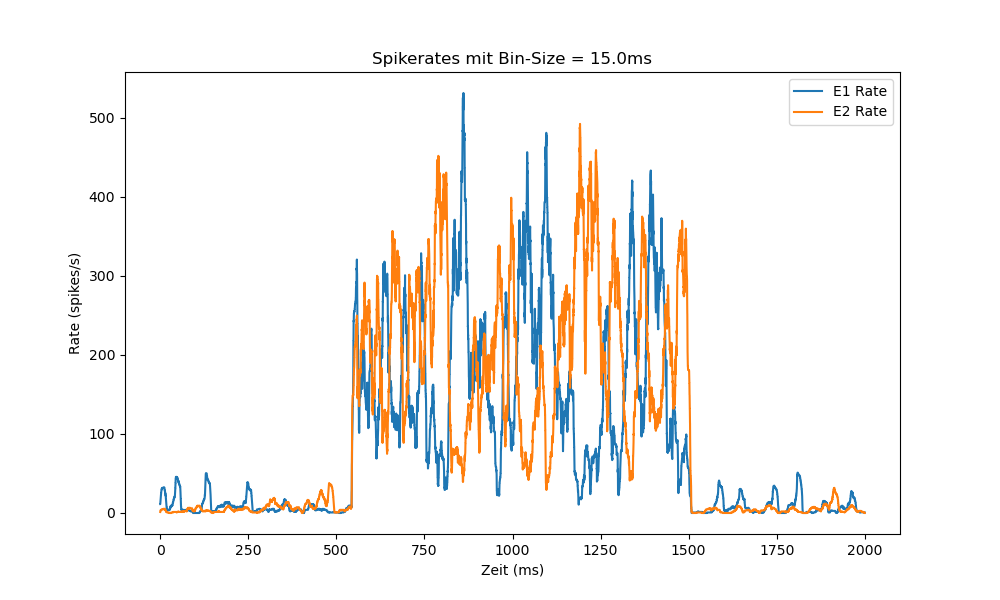 Spikerates mit Bin-Size = 15.0ms
E1 Rate
E2 Rate
500
400
300
200
100
0
Rate (spikes/s)
0 250 500 750 1000 1250 1500 1750 2000
Zeit (ms)